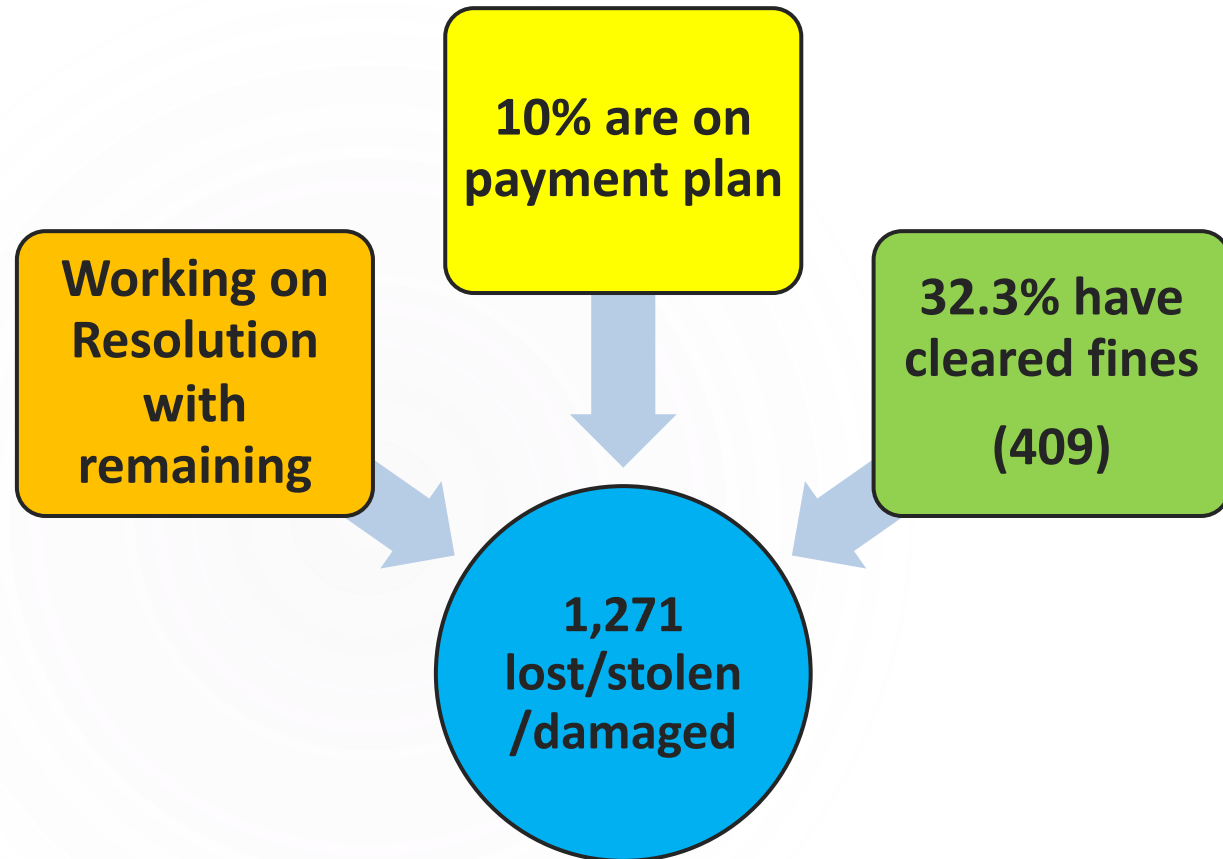 10% are on
payment plan
Working on
Resolution
with
remaining
32.3% have
cleared fines
(409)
1,271
lost/stolen
/damaged